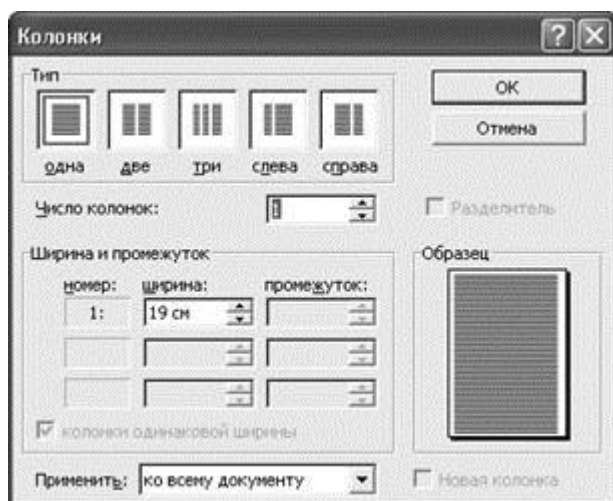 Колонки
Тип
одна две три слева справа
OK
Отмена
Число колонок: 1
Разделитель
Ширина и промежуток
номер: ширина: промежуток:
1: 19 см
колонки одинаковой ширины
Образец
Применить: ко всему документу
Новая колонка